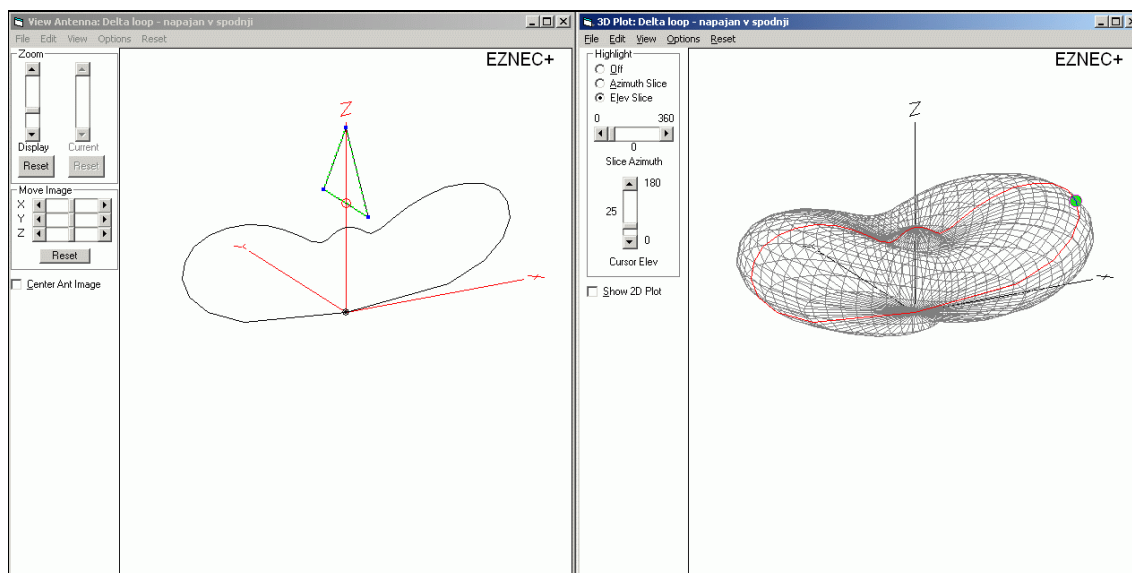 View Antenna: Delta loop - napajan v spodnji
File Edit View Options Reset
Zoom
Display Current
Reset Reset
Move Image
X
Y
Z
Reset
Center Ant Image
EZNEC+
Z
Y
X
3D Plot: Delta loop - napajan v spodnji
File Edit View Options Reset
Highlight
Off
Azimuth Slice
Elev Slice
0 360
0
Slice Azimuth
180
25
0
Cursor Elev
Show 2D Plot
EZNEC+
Z
X